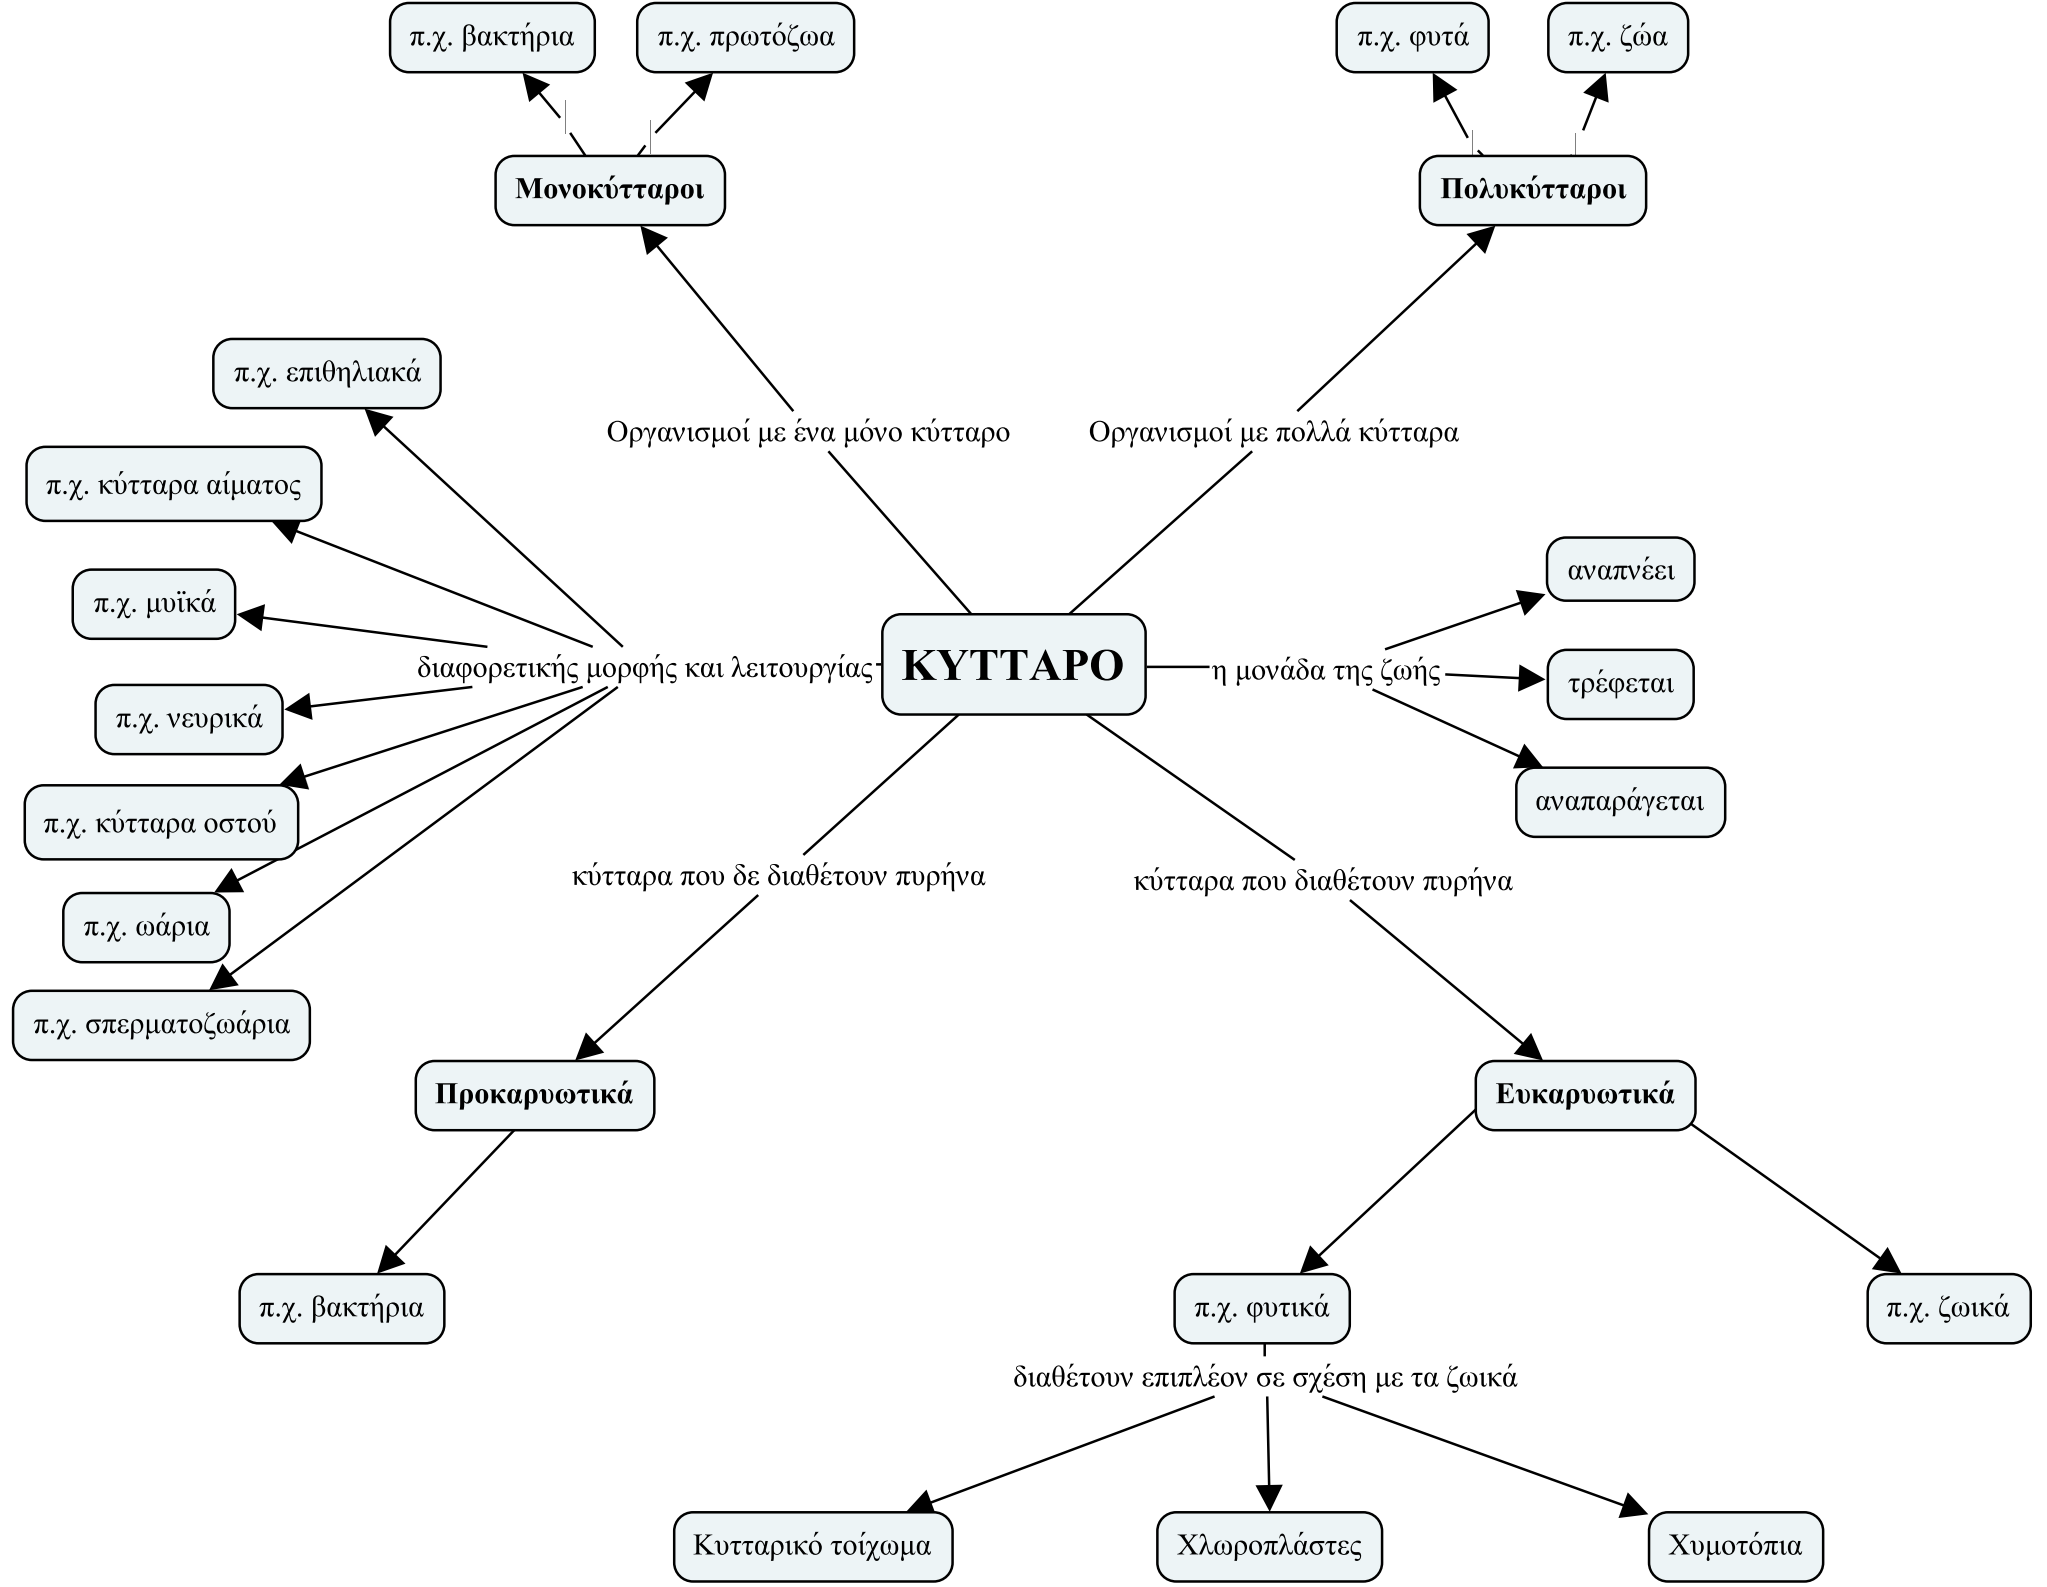 π.χ. βακτήρια
π.χ. πρωτόζωα
π.χ. φυτά
π.χ. ζώα
Μονοκύτταροι
Πολυκύτταροι
π.χ. επιθηλιακά
Οργανισμοί με ένα μόνο κύτταρο
Οργανισμοί με πολλά κύτταρα
π.χ. κύτταρα αίματος
αναπνέει
π.χ. μυϊκά
διαφορετικής μορφής και λειτουργίας
ΚΥΤΤΑΡΟ
η μονάδα της ζωής
τρέφεται
π.χ. νευρικά
αναπαράγεται
π.χ. κύτταρα οστού
κύτταρα που δε διαθέτουν πυρήνα
κύτταρα που διαθέτουν πυρήνα
π.χ. ωάρια
π.χ. σπερματοζωάρια
Προκαρυωτικά
Ευκαρυωτικά
π.χ. βακτήρια
π.χ. φυτικά
π.χ. ζωικά
διαθέτουν επιπλέον σε σχέση με τα ζωικά
Κυτταρικό τοίχωμα
Χλωροπλάστες
Χυμοτόπια